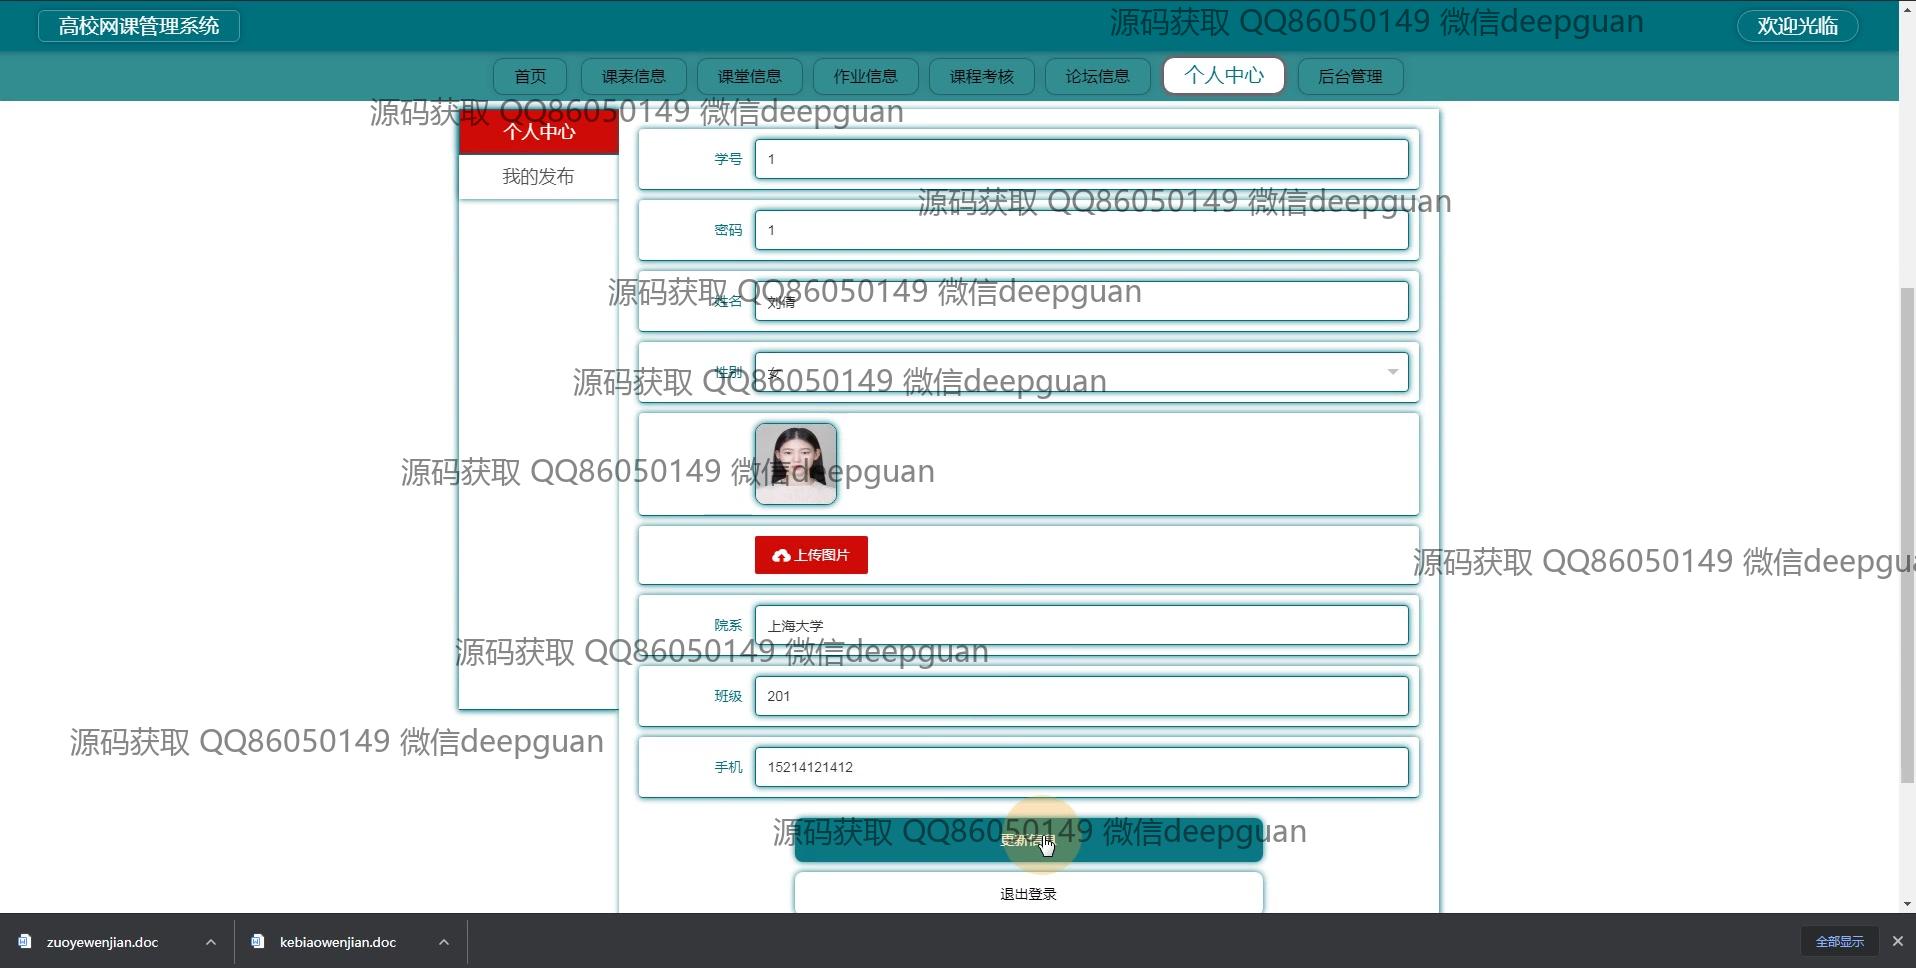 高校网课管理系统
源码获取 QQ86050149 微信deepguan
欢迎光临
首页
课表信息
课堂信息
作业信息
课程考核
论坛信息
个人中心
后台管理
源码获取 QQ86050149 微信deepguan
个人中心
我的发布
学号
1
源码获取 QQ86050149 微信deepguan
密码
1
源码获取 QQ86050149 微信deepguan
姓名
刘倩
性别
女
源码获取 QQ86050149 微信deepguan
源码获取 QQ86050149 微信deepguan
上传图片
源码获取 QQ86050149 微信deepgua
院系
上海大学
源码获取 QQ86050149 微信deepguan
班级
201
源码获取 QQ86050149 微信deepguan
手机
15214121412
源码获取 QQ86050149 微信deepguan
更新信息
退出登录
zuoyewenjian.doc
kebiaowenjian.doc
全部显示